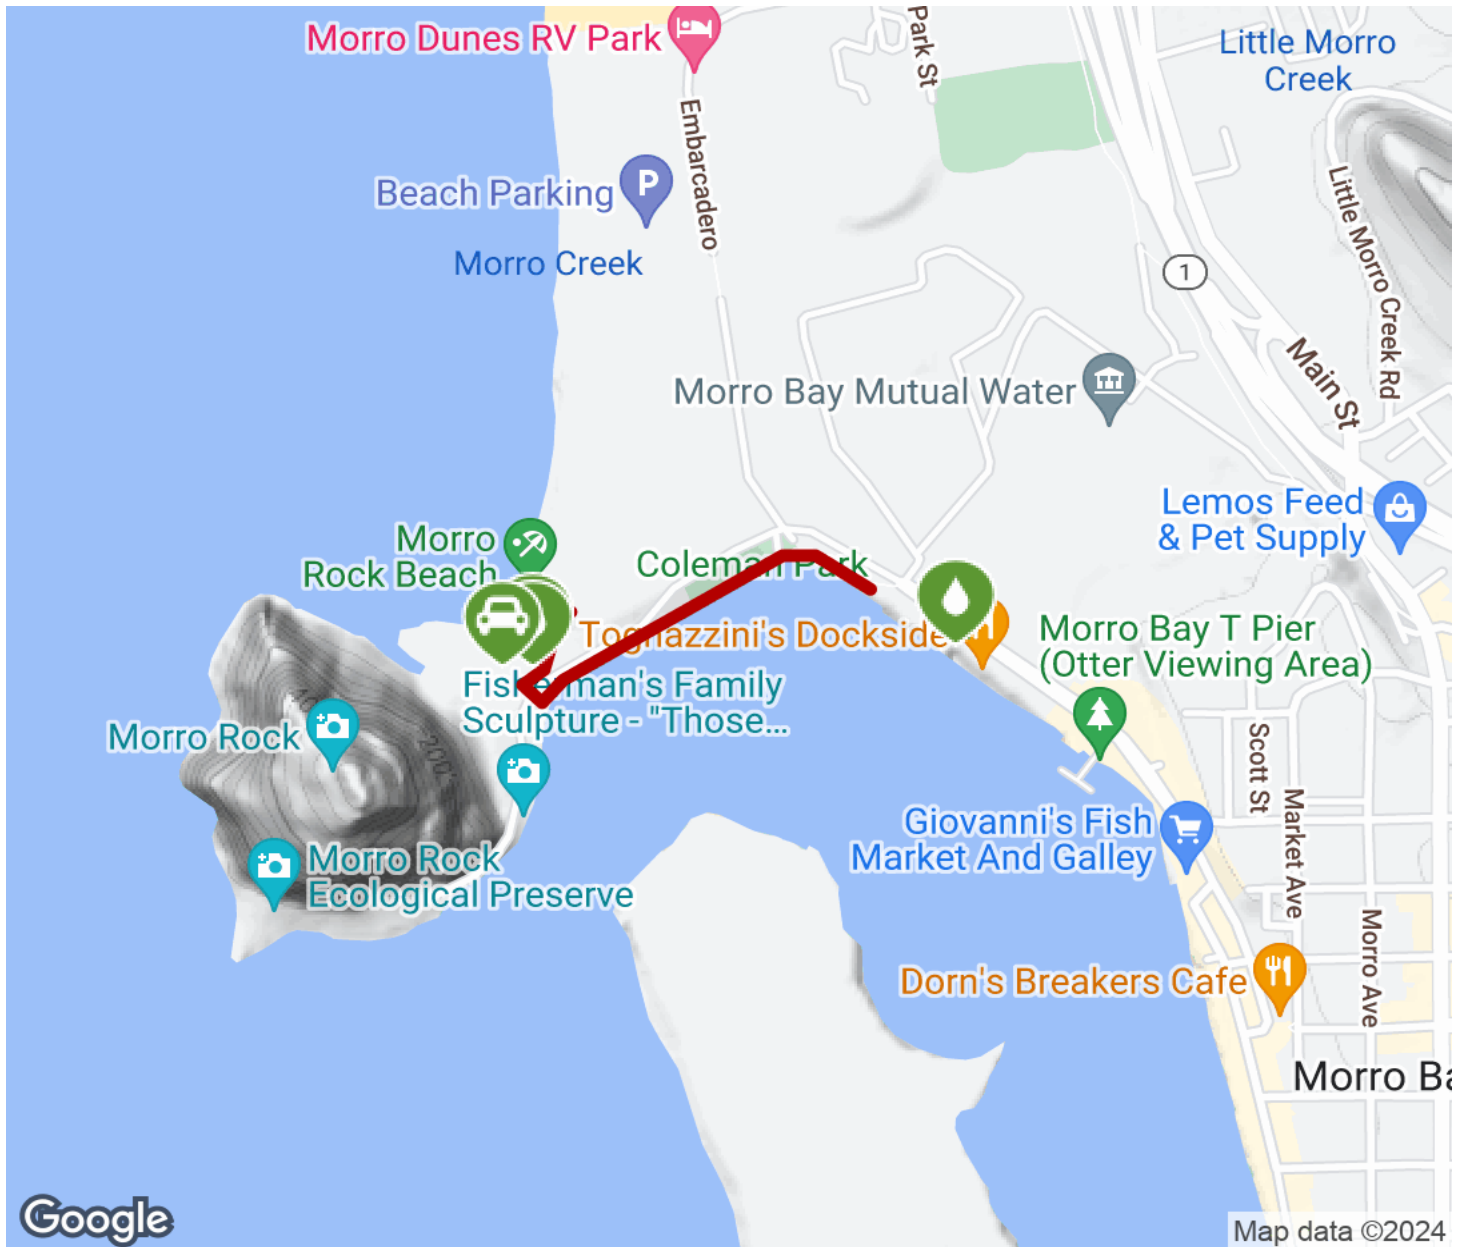 Morro Dunes RV Park
Park St
Little Morro
Creek
Embarcadero
Beach Parking
P
Morro Creek
Little Morro Creek Rd
1
Main St
Morro Bay Mutual Water
Lemos Feed
& Pet Supply
Morro
Rock Beach
Coleman Park
Tognazzini's Dockside
Morro Bay T Pier
(Otter Viewing Area)
Fisherman's Family
Sculpture - "Those...
Morro Rock
200
Scott St
Market Ave
Giovanni's Fish
Market And Galley
Morro Rock
Ecological Preserve
Morro Ave
Dorn's Breakers Cafe
Morro Ba
Google
Map data ©2024